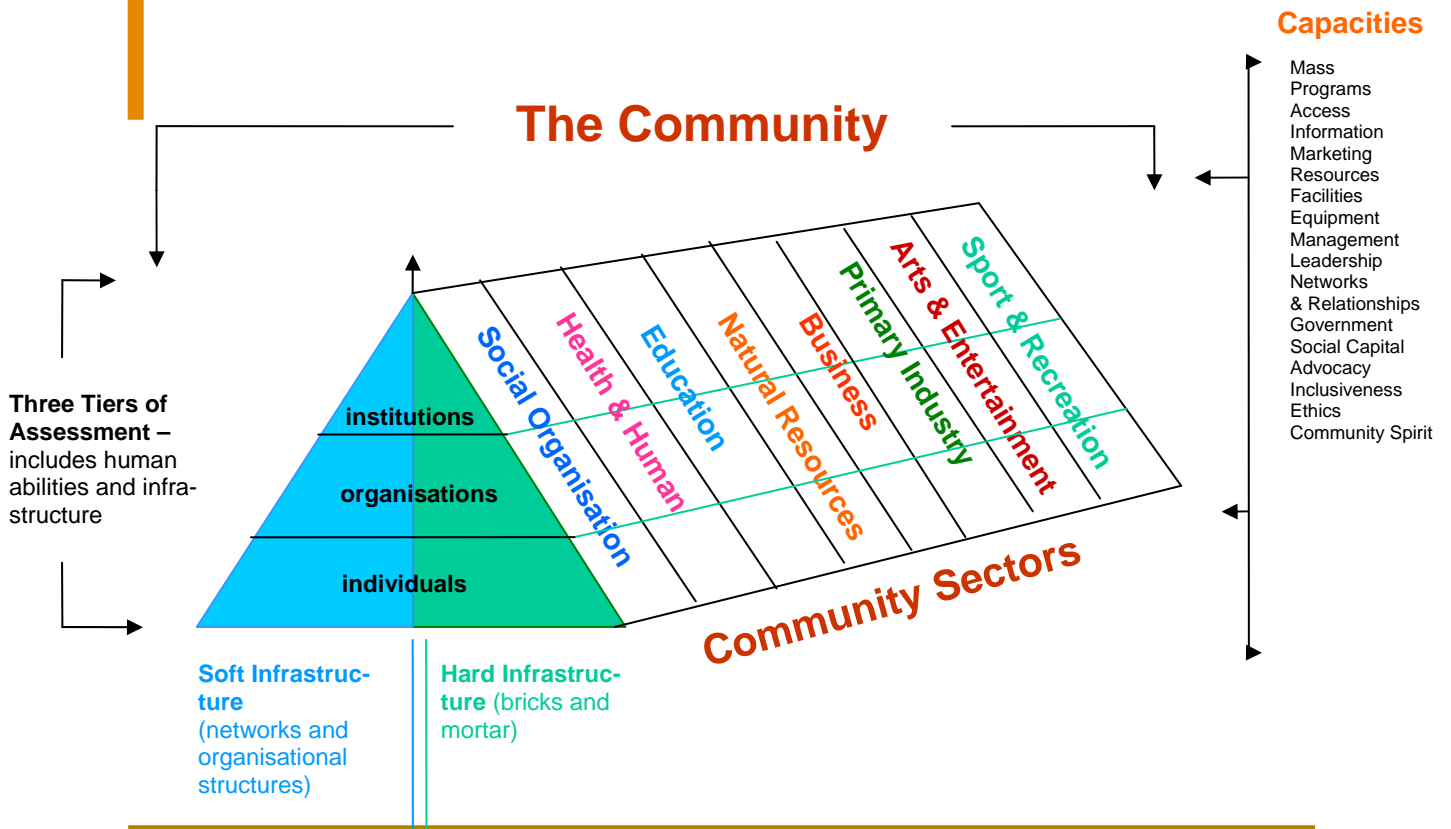 Capacities
Mass
Programs
Access
Information
Marketing
Resources
Facilities
Equipment
Management
Leadership
Networks
& Relationships
Government
Social Capital
Advocacy
Inclusiveness
Ethics
Community Spirit
The Community
Three Tiers of
Assessment –
includes human
abilities and infra-
structure
institutions
organisations
individuals
Social Organisation
Health & Human
Education
Natural Resources
Business
Primary Industry
Arts & Entertainment
Sport & Recreation
Community Sectors
Soft Infrastruc-
ture
(networks and
organisational
structures)
Hard Infrastruc-
ture (bricks and
mortar)